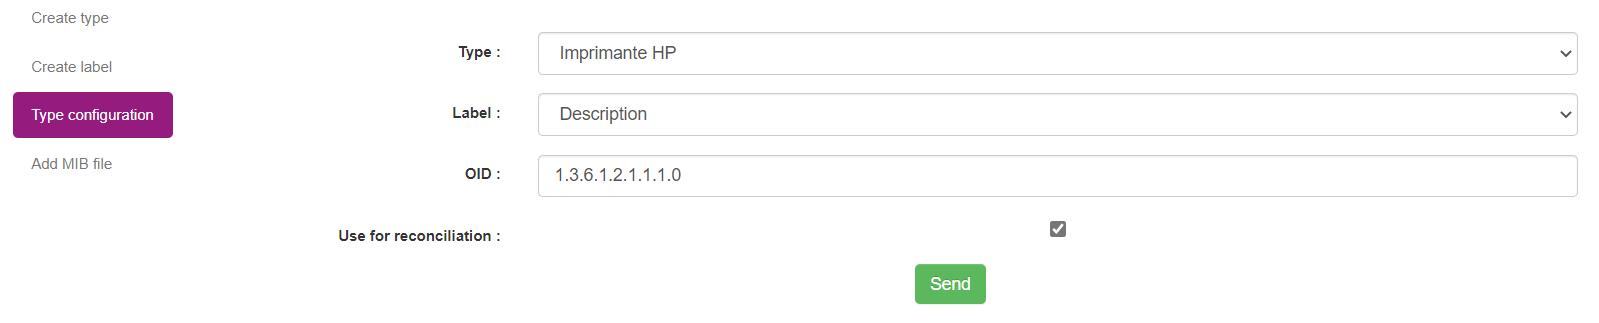 Create type
Create label
Type configuration
Add MIB file
Type :
Imprimante HP
Label :
Description
OID :
1.3.6.1.2.1.1.1.0
Use for reconciliation :
Send